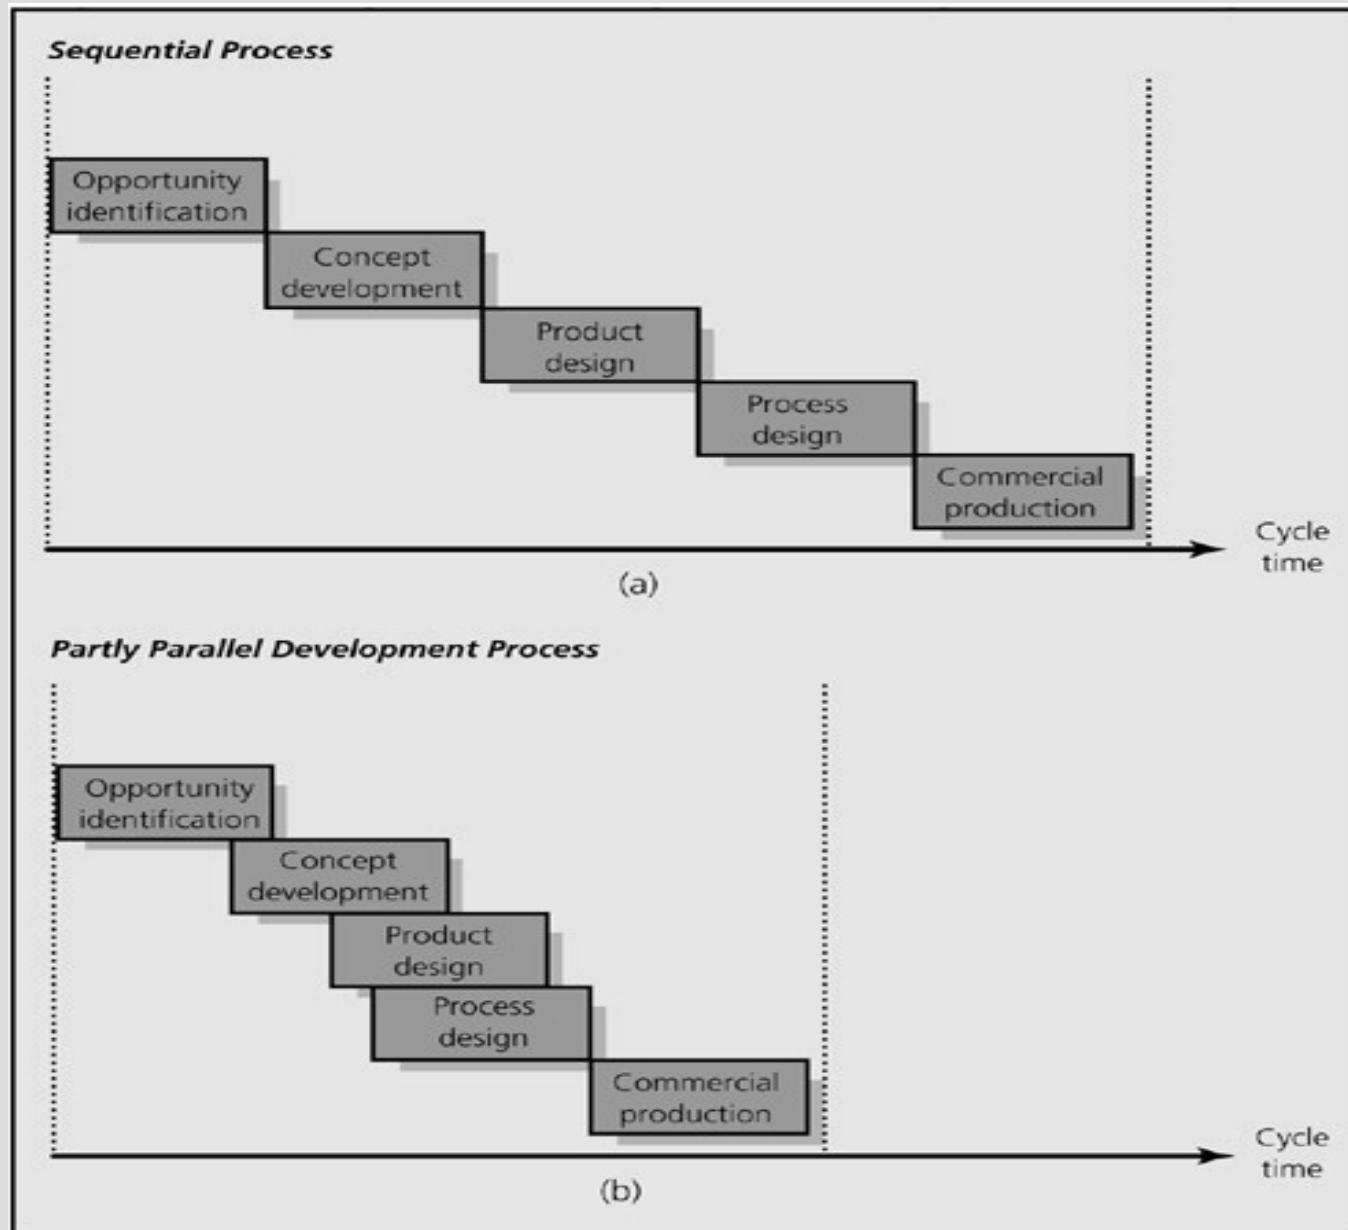 Sequential Process
Opportunity
identification
Concept
development
Product
design
Process
design
Commercial
production
Cycle
time
(a)
Partly Parallel Development Process
Opportunity
identification
Concept
development
Product
design
Process
design
Commercial
production
Cycle
time
(b)